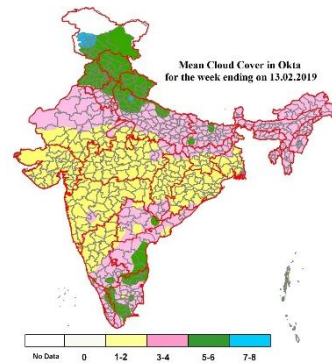 Mean Cloud Cover in Okta
for the week ending on 13.02.2019
No Data 0 1-2 3-4 5-6 7-8